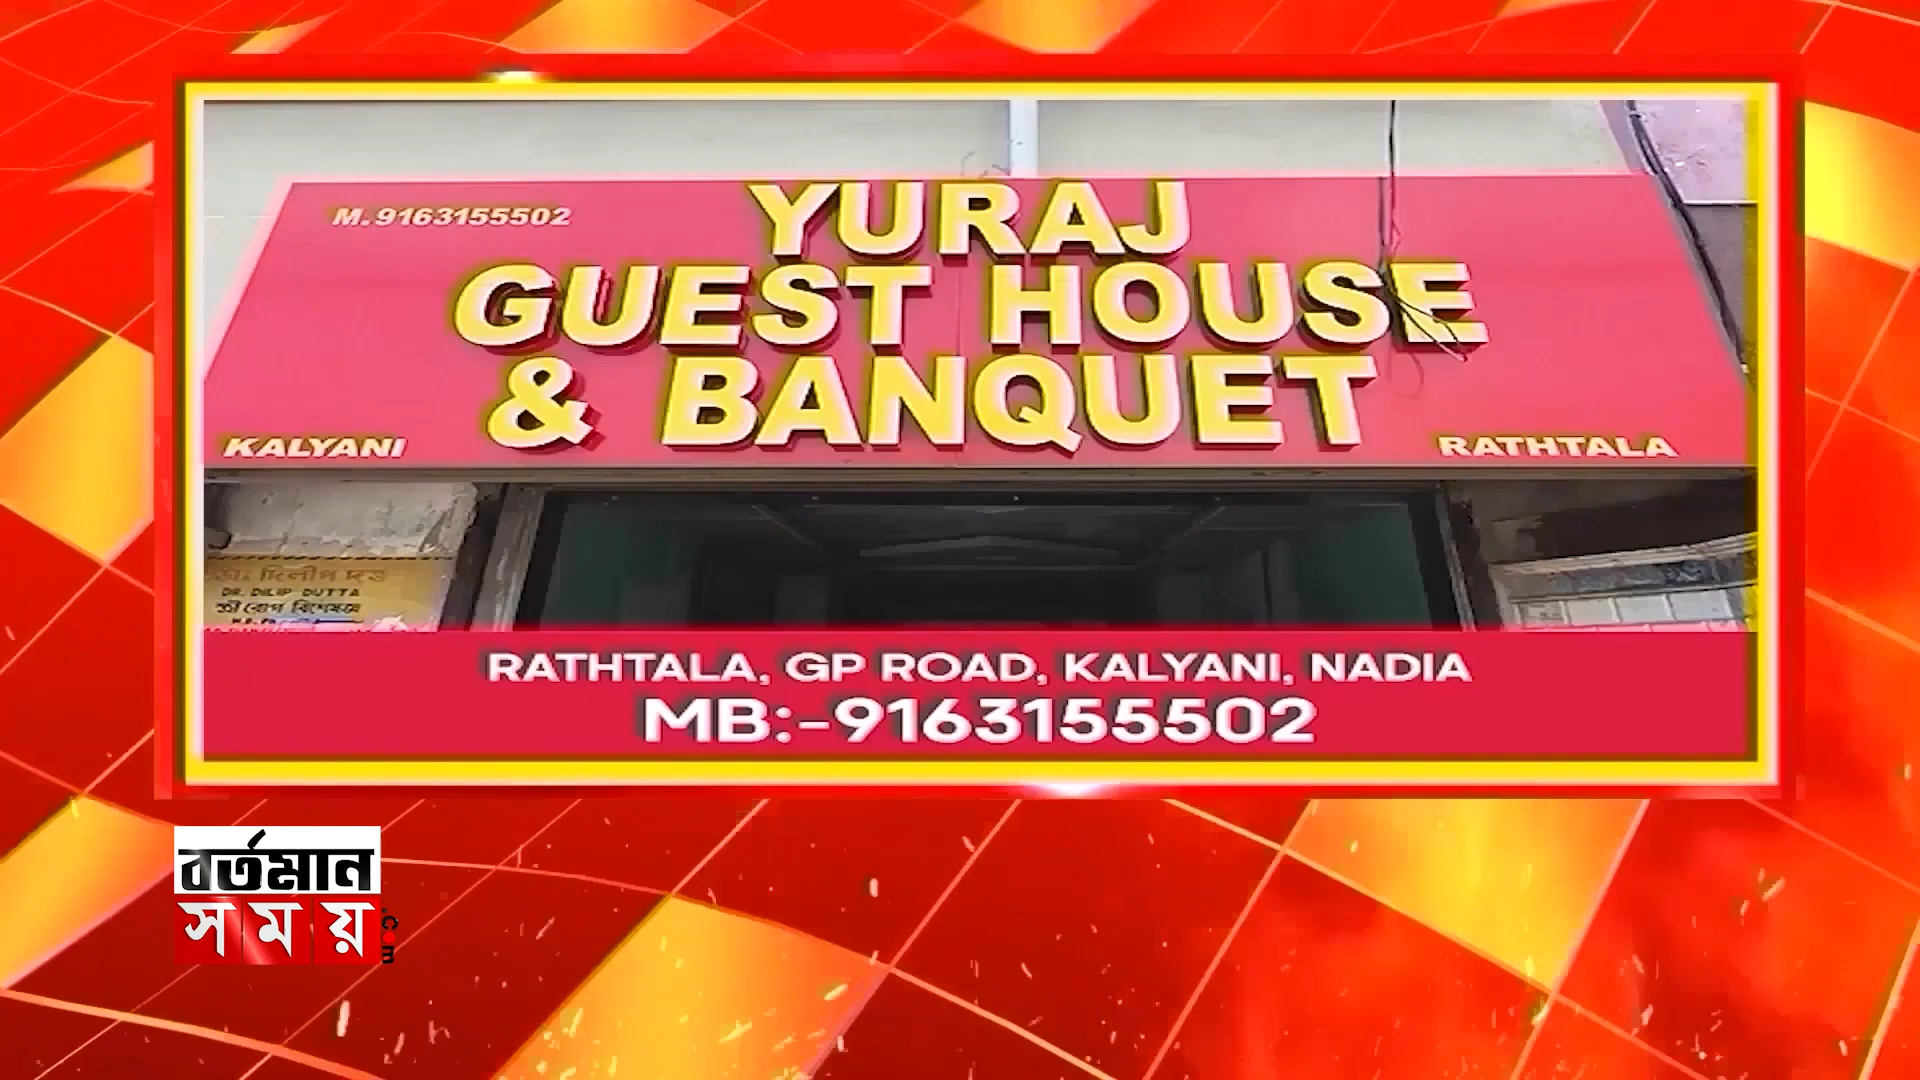 M.9163155502
YURAJ
GUEST HOUSE
& BANQUET
KALYANI
RATHTALA
ডাঃ দিলীপ দত্ত
DR. DILIP DUTTA
স্ত্রী রোগ বিশেষজ্ঞ
RATHTALA, GP ROAD, KALYANI, NADIA
MB:-9163155502
বর্তমান
সময়
.com